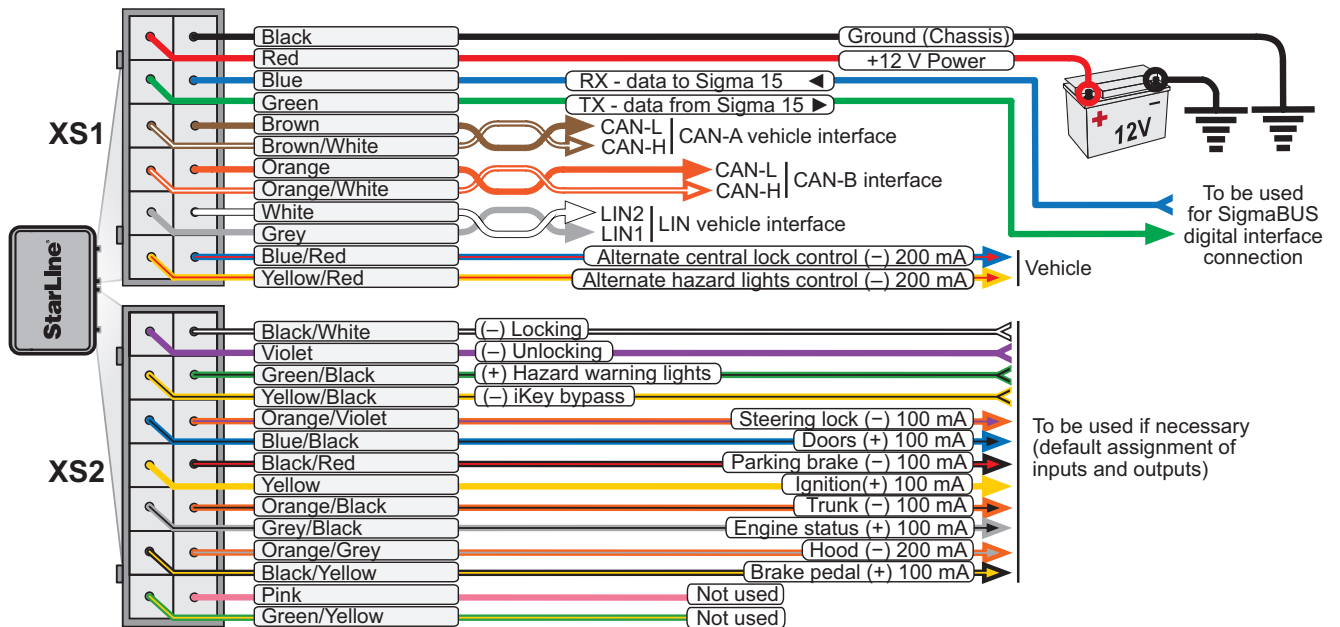 Black Ground (Chassis)
Red +12 V Power
Blue RX - data to Sigma 15 ◄
Green TX - data from Sigma 15 ►
XS1
Brown CAN-L
Brown/White CAN-H
CAN-A vehicle interface
Orange CAN-L
Orange/White CAN-H
CAN-B interface
White LIN2
Grey LIN1
LIN vehicle interface
Blue/Red Alternate central lock control (–) 200 mA
Yellow/Red Alternate hazard lights control (–) 200 mA
Vehicle
+ –
12V
To be used
for SigmaBUS
digital interface
connection
StarLine®
Black/White (–) Locking
Violet (–) Unlocking
Green/Black (+) Hazard warning lights
Yellow/Black (–) iKey bypass
XS2
Orange/Violet Steering lock (–) 100 mA
Blue/Black Doors (+) 100 mA
Black/Red Parking brake (–) 100 mA
Yellow Ignition(+) 100 mA
Orange/Black Trunk (–) 100 mA
Grey/Black Engine status (+) 100 mA
Orange/Grey Hood (–) 200 mA
Black/Yellow Brake pedal (+) 100 mA
Pink Not used
Green/Yellow Not used
To be used if necessary
(default assignment of
inputs and outputs)